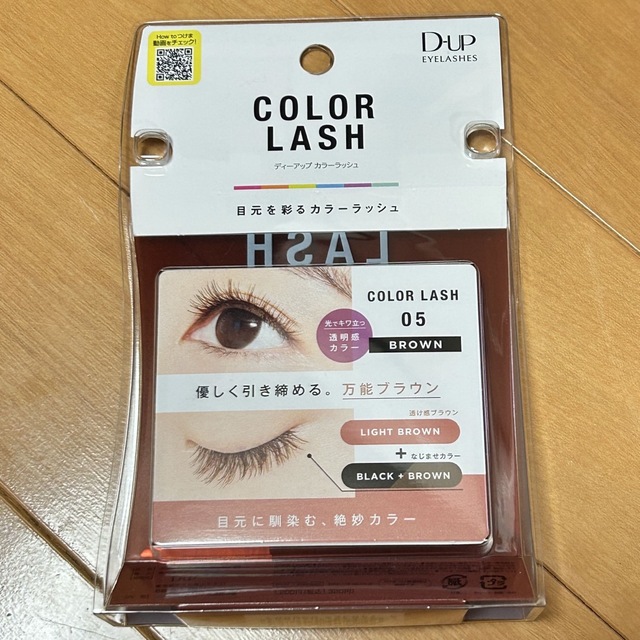 How to つけま
動画をチェック!
D-UP
EYELASHES
COLOR
LASH
ディーアップ カラーラッシュ
目元を彩るカラーラッシュ
LASH
COLOR LASH
05
BROWN
光でキワ立つ
透明感
カラー
優しく引き締める。万能ブラウン
透け感ブラウン
LIGHT BROWN
+ なじませカラー
BLACK + BROWN
目元に馴染む、絶妙カラー